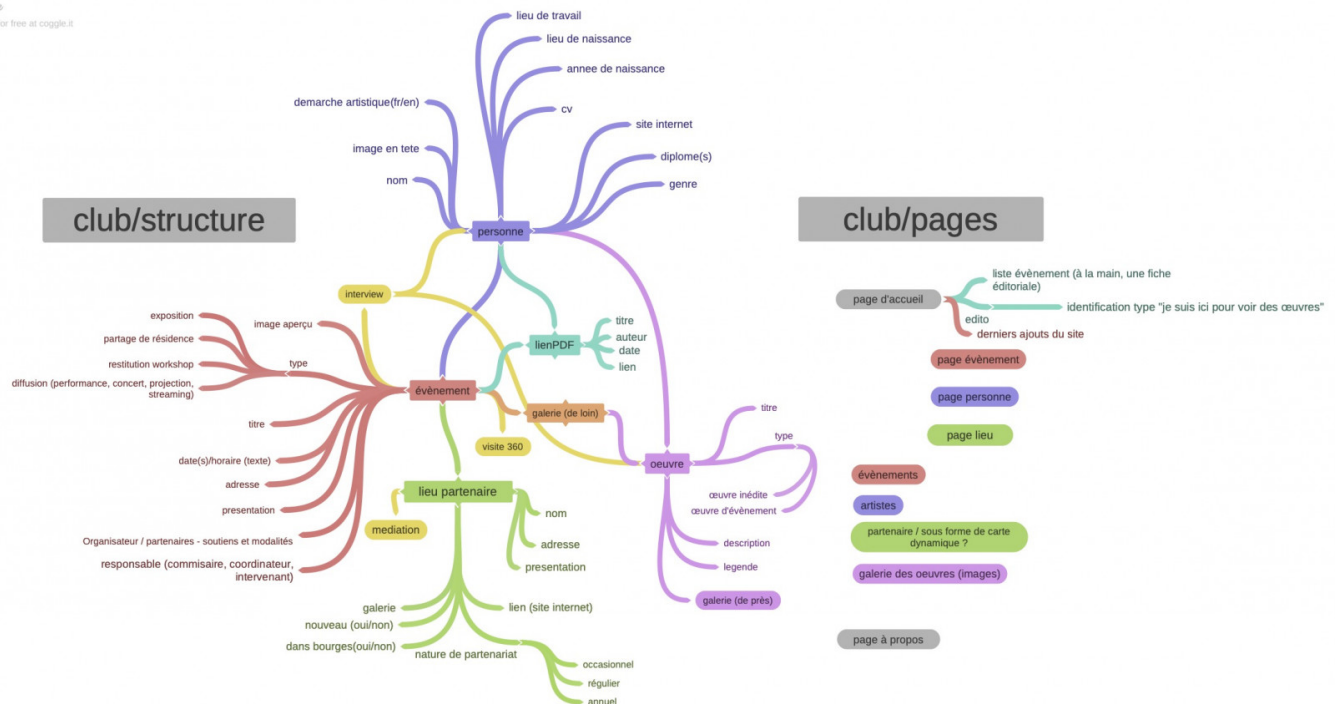 or free at coggle.it
lieu de travail
lieu de naissance
annee de naissance
cv
demarche artistique(fr/en)
image en tete
nom
site internet
diplome(s)
genre
club/structure
personne
club/pages
interview
exposition
partage de résidence
restitution workshop
diffusion (performance, concert, projection,
streaming)
type
image aperçu
lienPDF
titre
auteur
date
lien
évènement
galerie (de loin)
visite 360
titre
date(s)/horaire (texte)
adresse
presentation
Organisateur / partenaires - soutiens et modalités
responsable (commisaire, coordinateur,
intervenant)
lieu partenaire
mediation
nom
adresse
presentation
galerie
nouveau (oui/non)
dans bourges(oui/non)
lien (site internet)
nature de partenariat
occasionnel
régulier
annuel
oeuvre
titre
type
œuvre inédite
œuvre d'évènement
description
legende
galerie (de près)
page d'accueil
liste évènement (à la main, une fiche
éditoriale)
identification type "je suis ici pour voir des œuvres"
edito
derniers ajouts du site
page évènement
page personne
page lieu
évènements
artistes
partenaire / sous forme de carte
dynamique ?
galerie des oeuvres (images)
page à propos